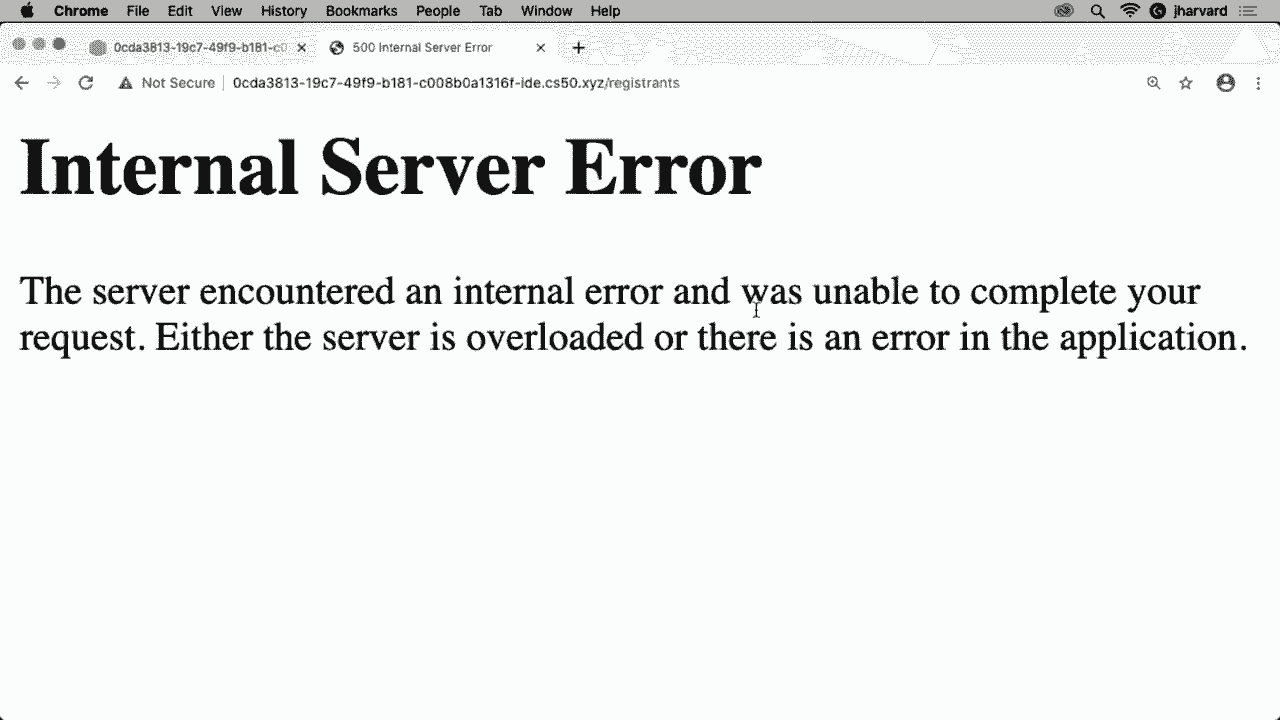 Chrome File Edit View History Bookmarks People Tab Window Help jharvard
0cda3813-19c7-49f9-b181-c0 500 Internal Server Error
Not Secure 0cda3813-19c7-49f9-b181-c008b0a1316f-ide.cs50.xyz/registrants
Internal Server Error
The server encountered an internal error and was unable to complete your
request. Either the server is overloaded or there is an error in the application.